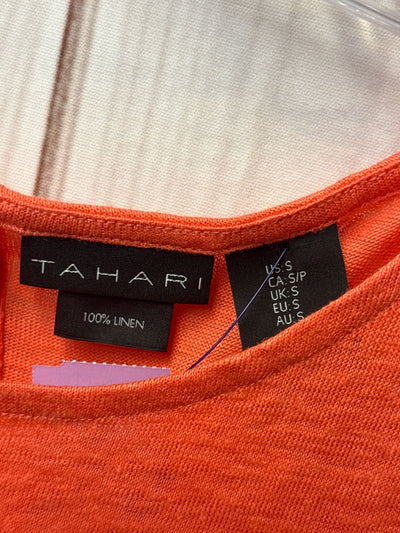 TAHARI
100% LINEN
US:S
CA:S/P
UK:S
EU:S
AU:S